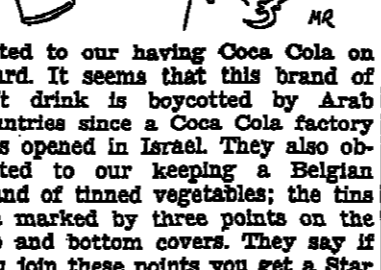 MR
ted to our having Coca Cola on
ard. It seems that this brand of
t drink is boycotted by Arab
untries since a Coca Cola factory
s opened in Israel. They also ob-
ted to our keeping a Belgian
and of tinned vegetables; the tins
marked by three points on the
and bottom covers. They say if
join these points you get a Star